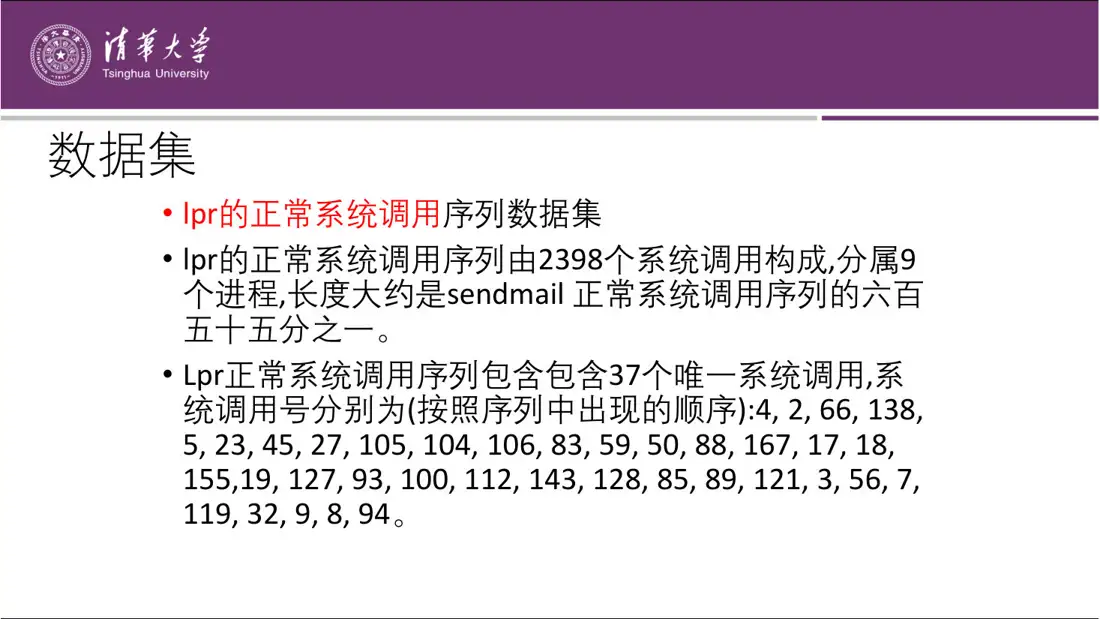 清华大学
Tsinghua University
数据集
• lpr的正常系统调用序列数据集
• lpr的正常系统调用序列由2398个系统调用构成,分属9
个进程,长度大约是sendmail 正常系统调用序列的六百
五十五分之一。
• Lpr正常系统调用序列包含包含37个唯一系统调用,系
统调用号分别为(按照序列中出现的顺序):4, 2, 66, 138,
5, 23, 45, 27, 105, 104, 106, 83, 59, 50, 88, 167, 17, 18,
155,19, 127, 93, 100, 112, 143, 128, 85, 89, 121, 3, 56, 7,
119, 32, 9, 8, 94。